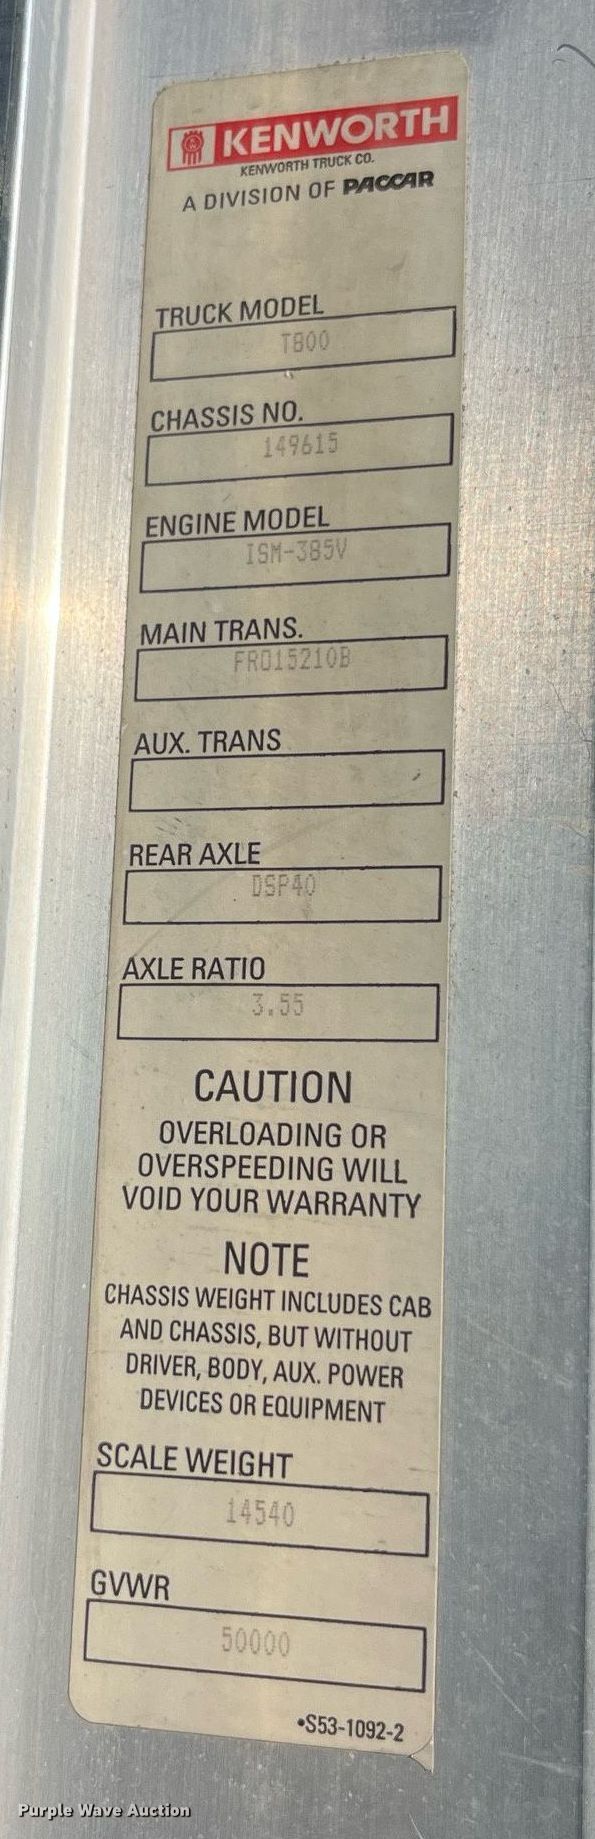 KENWORTH
KENWORTH TRUCK CO.
A DIVISION OF PACCAR
TRUCK MODEL
T800
CHASSIS NO.
149615
ENGINE MODEL
ISM-385V
MAIN TRANS.
FRO15210B
AUX. TRANS
REAR AXLE
DSP40
AXLE RATIO
3.55
CAUTION
OVERLOADING OR
OVERSPEEDING WILL
VOID YOUR WARRANTY
NOTE
CHASSIS WEIGHT INCLUDES CAB
AND CHASSIS, BUT WITHOUT
DRIVER, BODY, AUX. POWER
DEVICES OR EQUIPMENT
SCALE WEIGHT
14540
GVWR
50000
•S53-1092-2
Purple Wave Auction